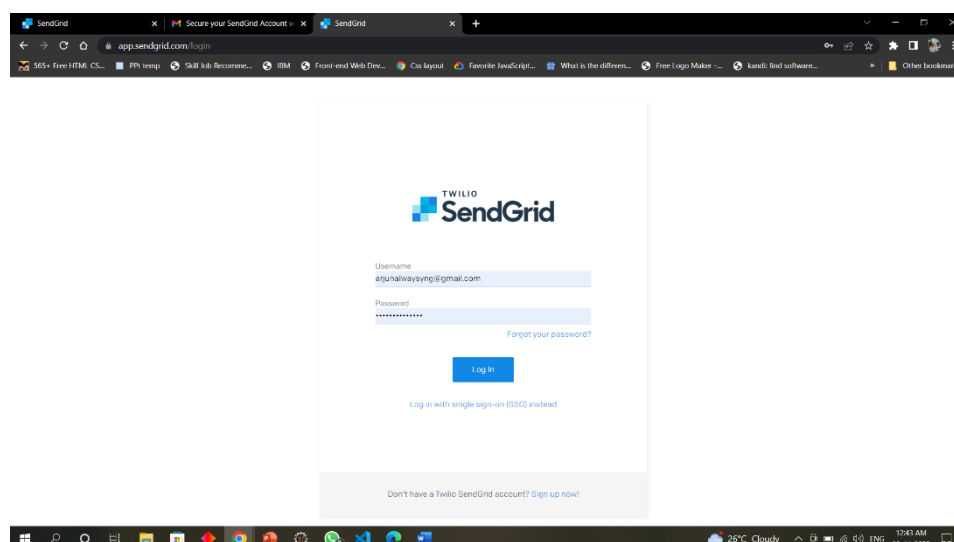 SendGrid
Secure your SendGrid Account w
SendGrid
app.sendgrid.com/login
365+ Free HTML CS...
PPt temp
Skill Job Recomme...
IBM
Front-end Web Dev...
Css layout
Favorite JavaScript...
What is the differen...
Free Logo Maker -...
kandi: find software...
»
Other bookmar
TWILIO
SendGrid
Username
arjunalwaysyng@gmail.com
Password
••••••••••••••
Forgot your password?
Log In
Log in with single sign-on (SSO) instead
Don't have a Twilio SendGrid account? Sign up now!
26°C Cloudy
ENG
12:43 AM